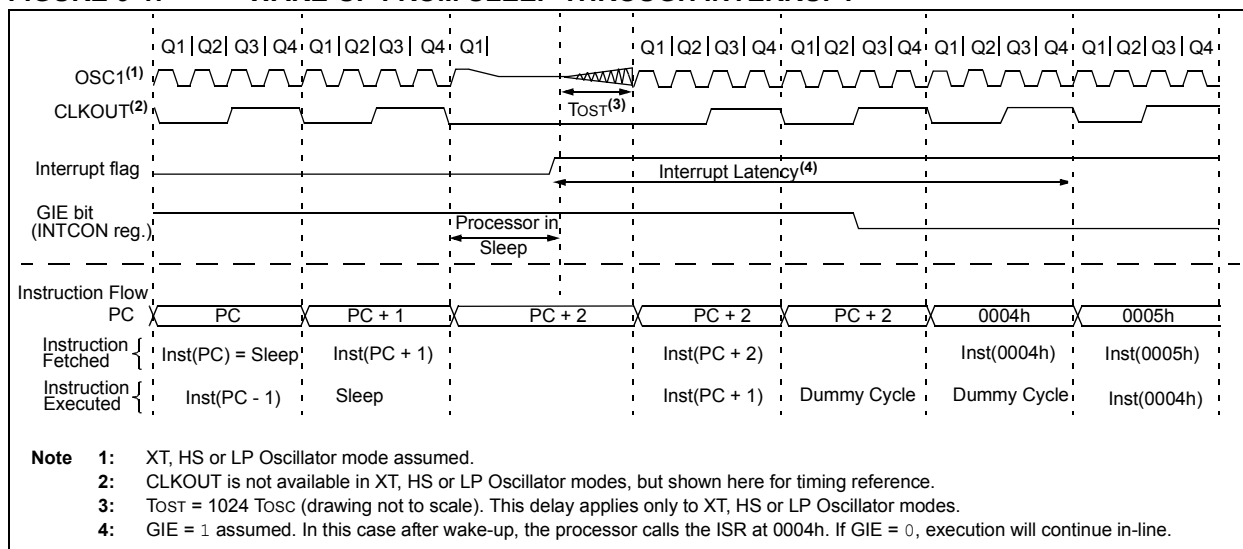 Q1 Q2 Q3 Q4 Q1 Q2 Q3 Q4 Q1 Q1 Q2 Q3 Q4 Q1 Q2 Q3 Q4 Q1 Q2 Q3 Q4 Q1 Q2 Q3 Q4
OSC1(1)
TOST(3)
CLKOUT(2)
Interrupt flag
Interrupt Latency(4)
GIE bit
(INTCON reg.)
Processor in
Sleep
Instruction Flow
PC PC PC + 1 PC + 2 PC + 2 PC + 2 0004h 0005h
Instruction
Fetched
Inst(PC) = Sleep Inst(PC + 1) Inst(PC + 2) Inst(0004h) Inst(0005h)
Instruction
Executed
Inst(PC - 1) Sleep Inst(PC + 1) Dummy Cycle Dummy Cycle Inst(0004h)
Note 1: XT, HS or LP Oscillator mode assumed.
2: CLKOUT is not available in XT, HS or LP Oscillator modes, but shown here for timing reference.
3: TOST = 1024 TOSC (drawing not to scale). This delay applies only to XT, HS or LP Oscillator modes.
4: GIE = 1 assumed. In this case after wake-up, the processor calls the ISR at 0004h. If GIE = 0, execution will continue in-line.